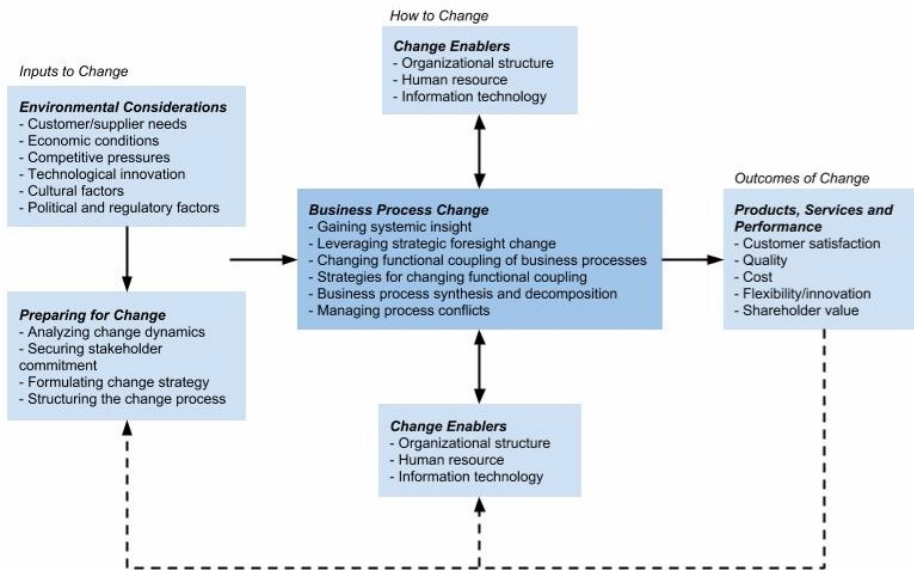 How to Change
Change Enablers
- Organizational structure
- Human resource
- Information technology
Inputs to Change
Environmental Considerations
- Customer/supplier needs
- Economic conditions
- Competitive pressures
- Technological innovation
- Cultural factors
- Political and regulatory factors
Business Process Change
- Gaining systemic insight
- Leveraging strategic foresight change
- Changing functional coupling of business processes
- Strategies for changing functional coupling
- Business process synthesis and decomposition
- Managing process conflicts
Outcomes of Change
Products, Services and
Performance
- Customer satisfaction
- Quality
- Cost
- Flexibility/innovation
- Shareholder value
Preparing for Change
- Analyzing change dynamics
- Securing stakeholder
commitment
- Formulating change strategy
- Structuring the change process
Change Enablers
- Organizational structure
- Human resource
- Information technology